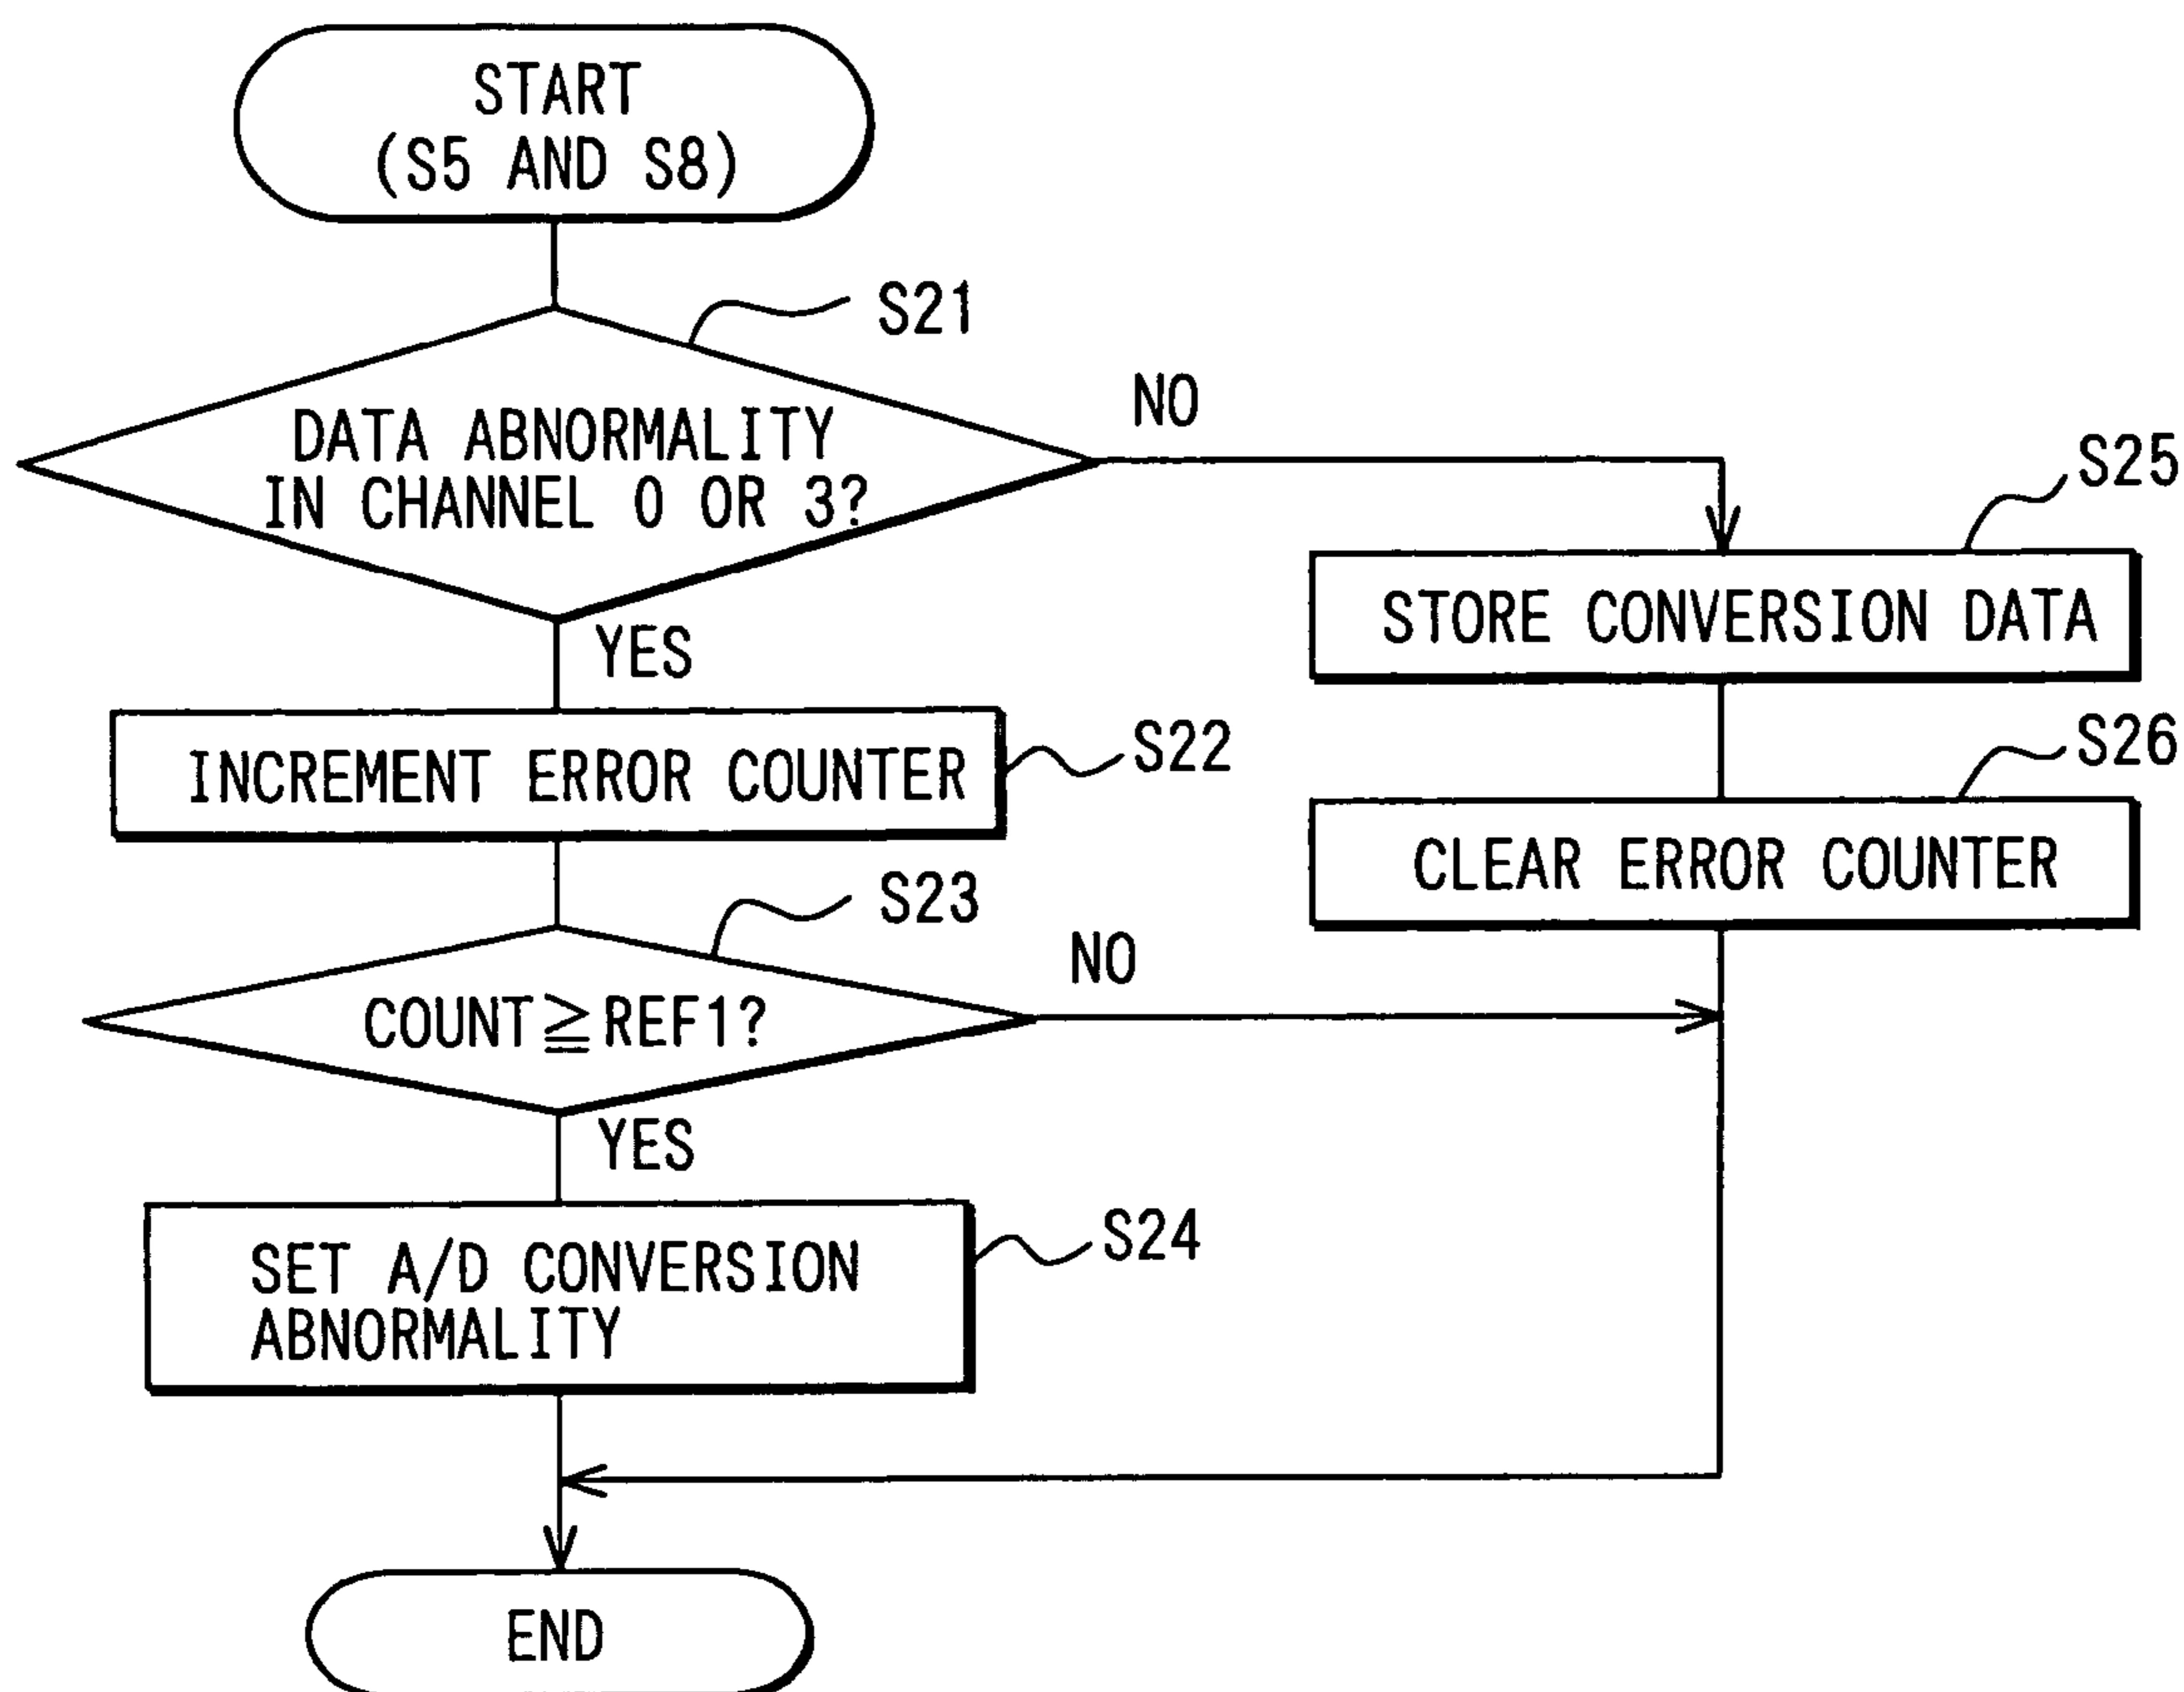 START
(S5 AND S8)
S21
DATA ABNORMALITY
IN CHANNEL 0 OR 3?
NO
YES
S25
STORE CONVERSION DATA
INCREMENT ERROR COUNTER
S22
S26
CLEAR ERROR COUNTER
S23
COUNT≧REF1?
NO
YES
SET A/D CONVERSION
ABNORMALITY
S24
END